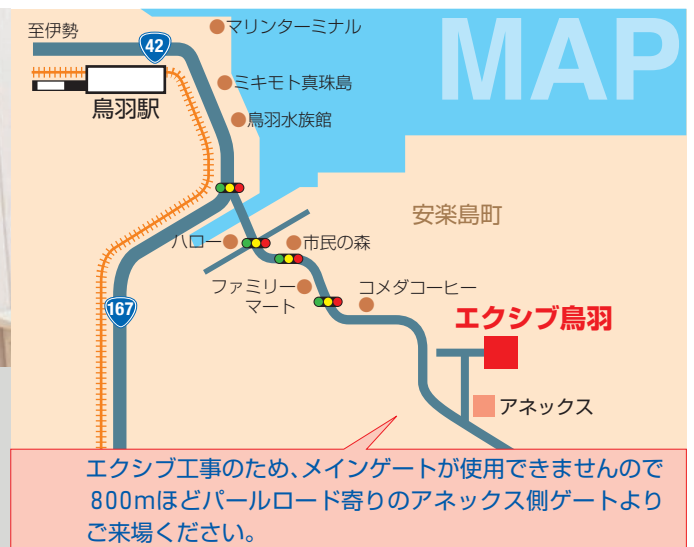 至伊勢
42
マリンターミナル
MAP
ミキモト真珠島
鳥羽駅
鳥羽水族館
安楽島町
ハロー
市民の森
ファミリー
マート
コメダコーヒー
167
エクシブ鳥羽
アネックス
エクシブ工事のため、メインゲートが使用できませんので
800mほどパールロード寄りのアネックス側ゲートより
ご来場ください。